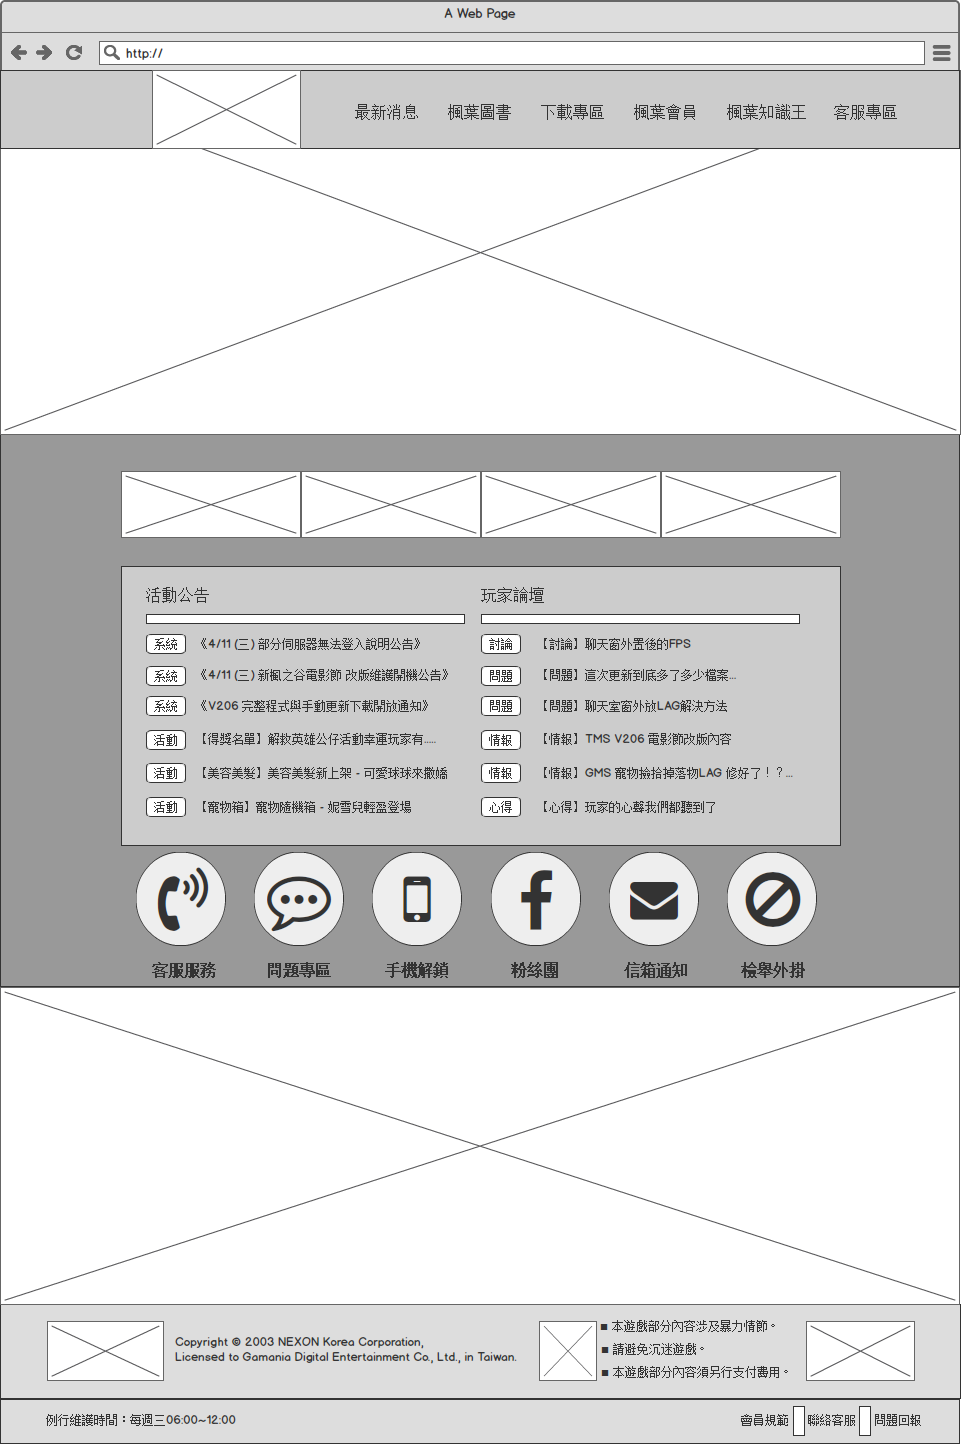 A Web Page
http://
最新消息 楓葉圖書 下載專區 楓葉會員 楓葉知識王 客服專區
活動公告
系統 《4/11 (三) 部分伺服器無法登入說明公告》
系統 《4/11 (三) 新楓之谷電影節 改版維護開機公告》
系統 《V206 完整程式與手動更新下載開放通知》
活動 【得獎名單】解救英雄公仔活動幸運玩家有.....
活動 【美容美髮】美容美髮新上架 - 可愛球球來撒嬌
活動 【寵物箱】寵物隨機箱 - 妮雪兒輕盈登場
玩家論壇
討論 【討論】聊天窗外置後的FPS
問題 【問題】這次更新到底多了多少檔案...
問題 【問題】聊天室窗外放LAG解決方法
情報 【情報】TMS V206 電影節改版內容
情報 【情報】GMS 寵物撿拾掉落物LAG 修好了！？...
心得 【心得】玩家的心聲我們都聽到了
客服服務 問題專區 手機解鎖 粉絲團 信箱通知 檢舉外掛
Copyright © 2003 NEXON Korea Corporation,
Licensed to Gamania Digital Entertainment Co., Ltd., in Taiwan.
■ 本遊戲部分內容涉及暴力情節。
■ 請避免沉迷遊戲。
■ 本遊戲部分內容須另行支付費用。
例行維護時間：每週三06:00~12:00
會員規範 聯絡客服 問題回報